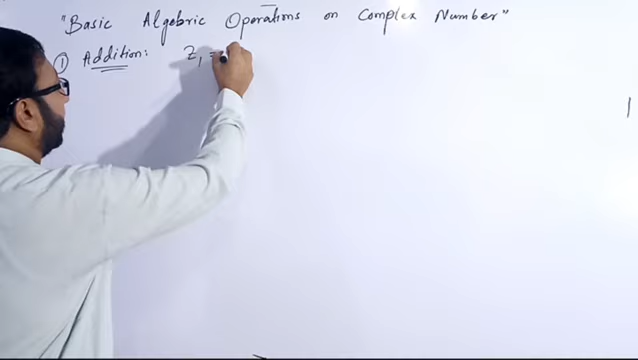 "Basic Algebric Operations on Complex Number"
① Addition: Z₁ =